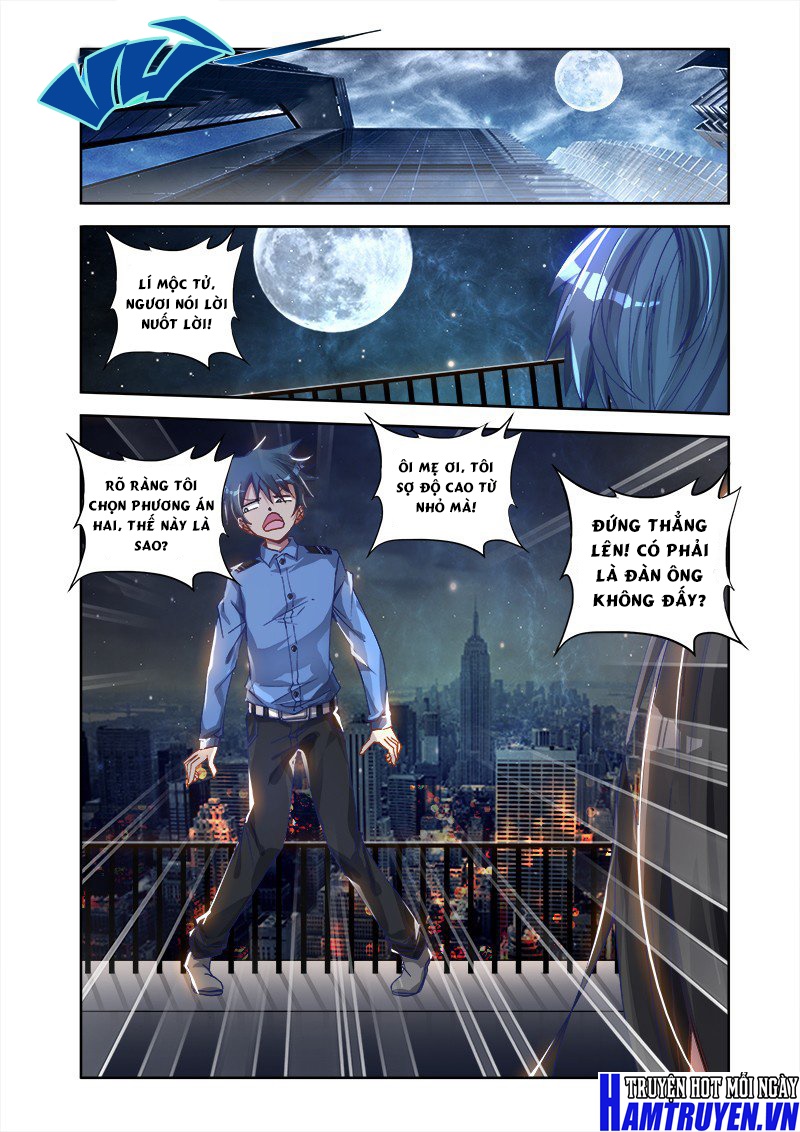 VÙ
LÍ MỘC TỬ,
NGƯƠI NÓI LỜI
NUỐT LỜI!
RÕ RÀNG TÔI
CHỌN PHƯƠNG ÁN
HAI, THẾ NÀY LÀ
SAO?
ÔI MẸ ƠI, TÔI
SỢ ĐỘ CAO TỪ
NHỎ MÀ!
ĐỨNG THẲNG
LÊN! CÓ PHẢI
LÀ ĐÀN ÔNG
KHÔNG ĐẤY?
TRUYỆN HOT MỖI NGÀY
HAMTRUYEN.VN